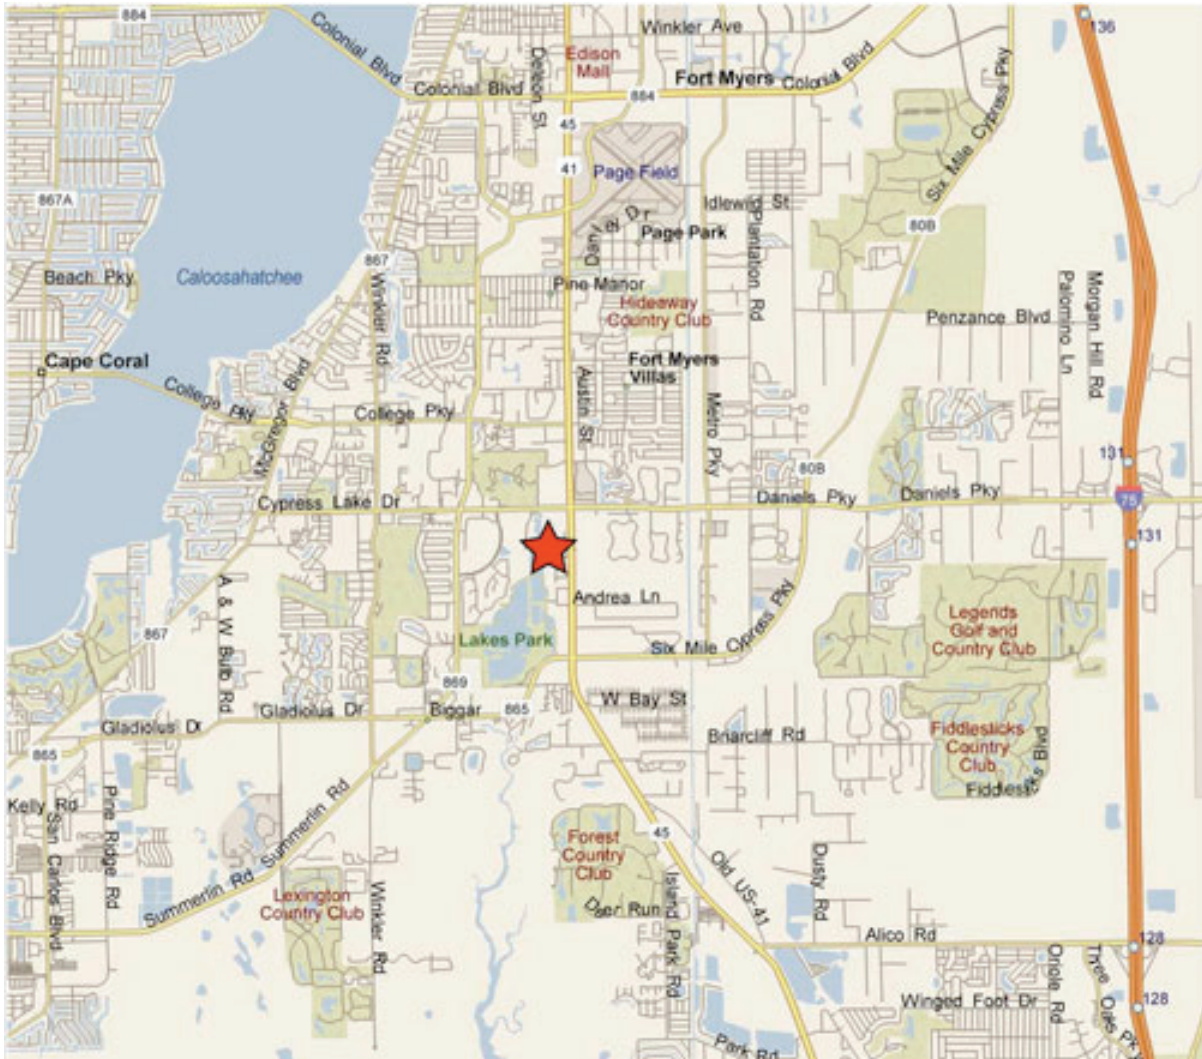 884
Colonial Blvd
Winkler Ave
136
Edison
Mall
Deleon St
Fort Myers
Colonial Blvd
Colonial Blvd
884
45
41
Page Field
Six Mile Cypress Pky
867A
Idlewild St
Danley Dr
Page Park
Plantation Rd
80B
867
Beach Pky
Caloosahatchee
Winkler Rd
Pine Manor
Hideaway
Country Club
Penzance Blvd
Palomino Ln
Morgan Hill Rd
Cape Coral
Fort Myers
Villas
College Pky
College Pky
McGregor Blvd
Austin St
Metro Pky
80B
131
Cypress Lake Dr
Daniels Pky
Daniels Pky
75
131
A & W Bulb Rd
Andrea Ln
Legends
Golf and
Country Club
867
Lakes Park
Six Mile Cypress Pky
869
865
W Bay St
Gladiolus Dr
Gladiolus Dr
Biggar
Briarcliff Rd
Fiddlesticks
Country
Club
Fiddlesticks Blvd
865
Kelly Rd
San Carlos Blvd
Pine Ridge Rd
Summerlin Rd
Summerlin Rd
45
Forest
Country
Club
Old US-41
Dusty Rd
Lexington
Country Club
Winkler Rd
Deer Run
Island Park Rd
Alico Rd
128
Oriole Rd
Three Oaks Pk
Winged Foot Dr
128
Park Rd